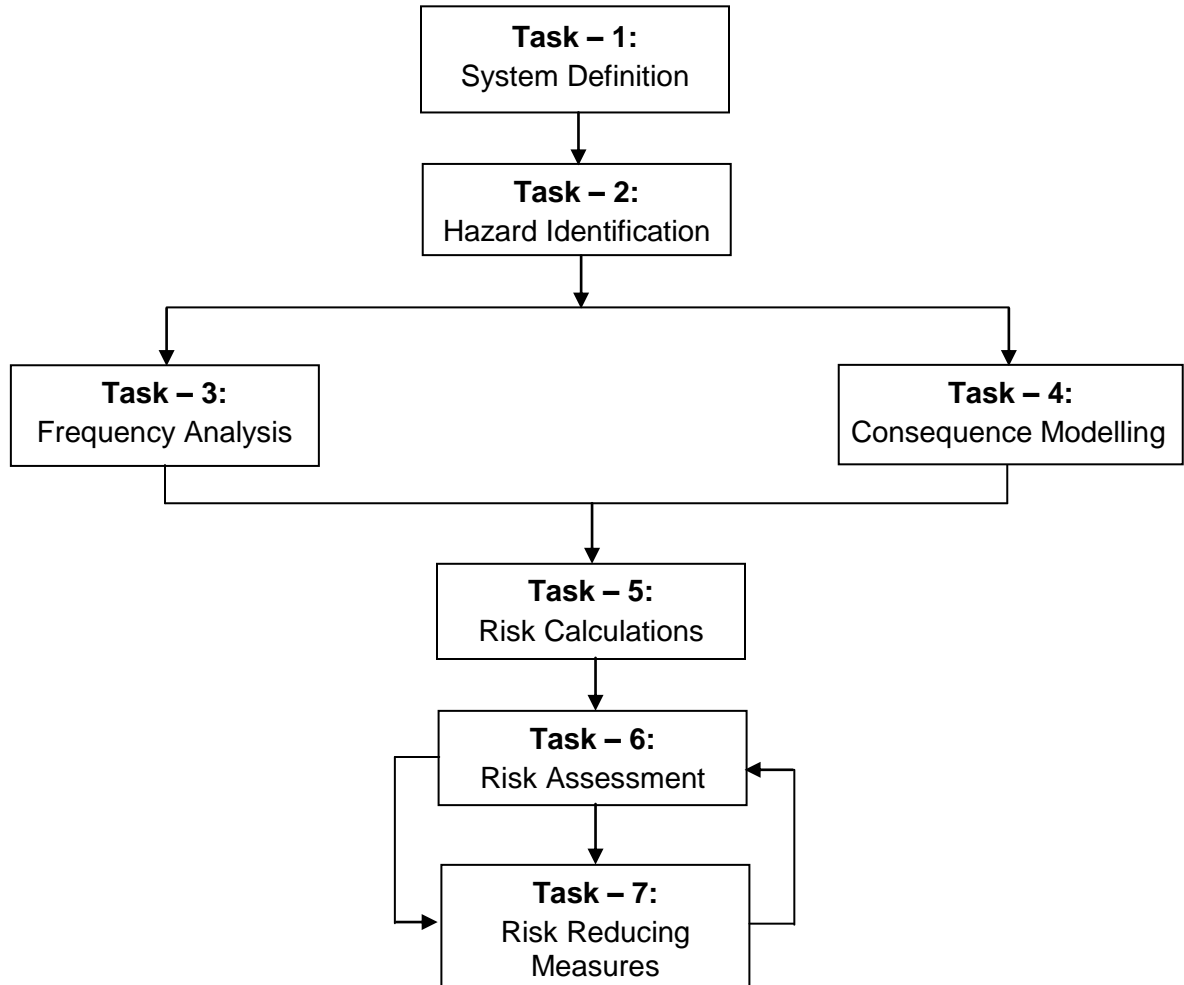 Task – 1:
System Definition
Task – 2:
Hazard Identification
Task – 3:
Frequency Analysis
Task – 4:
Consequence Modelling
Task – 5:
Risk Calculations
Task – 6:
Risk Assessment
Task – 7:
Risk Reducing
Measures